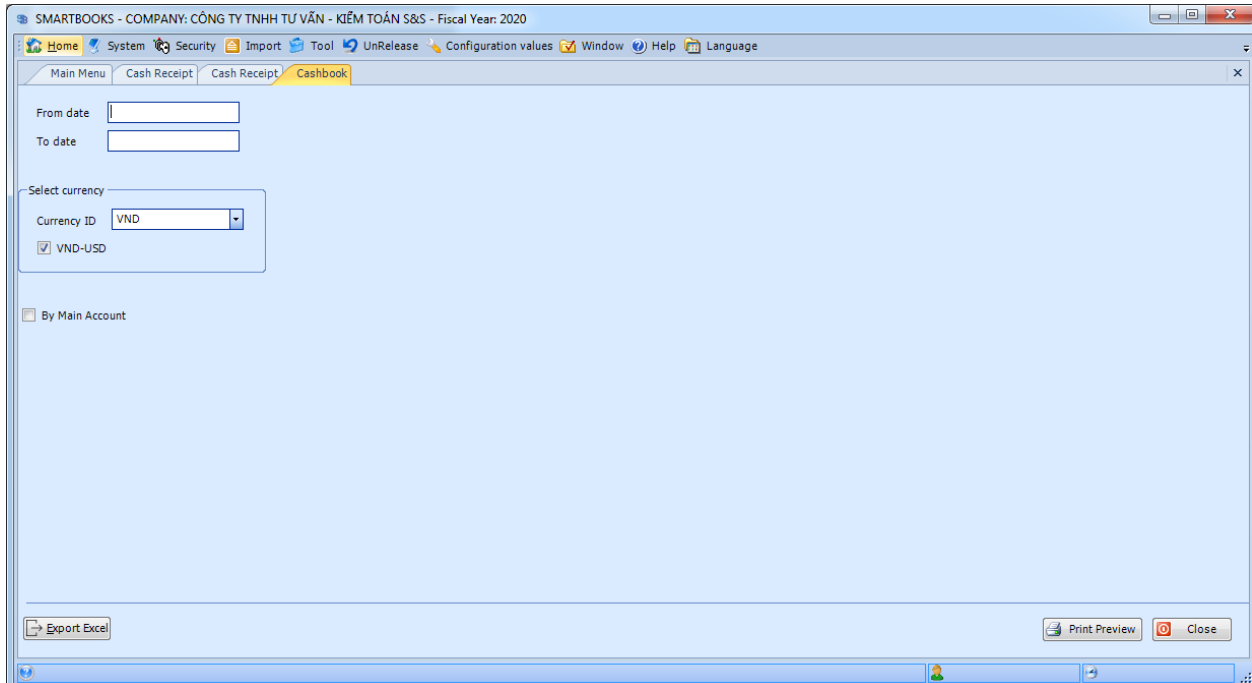 SMARTBOOKS - COMPANY: CÔNG TY TNHH TƯ VẤN - KIỂM TOÁN S&S - Fiscal Year: 2020
Home System Security Import Tool UnRelease Configuration values Window Help Language
Main Menu Cash Receipt Cash Receipt Cashbook
From date
To date
Select currency
Currency ID VND
VND-USD
By Main Account
Export Excel Print Preview Close